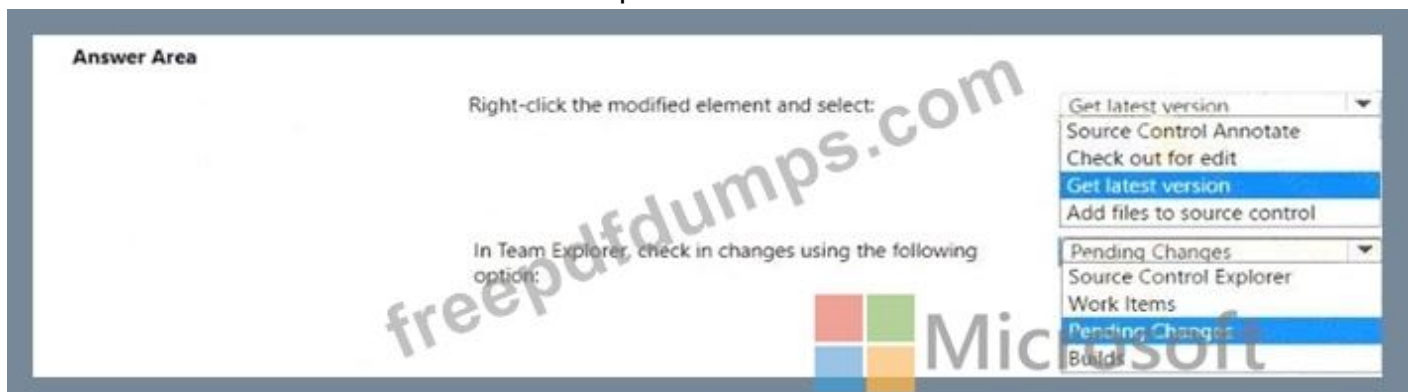 Answer Area
Right-click the modified element and select:
Get latest version
Source Control Annotate
Check out for edit
Get latest version
Add files to source control
In Team Explorer, check in changes using the following
option:
Pending Changes
Source Control Explorer
Work Items
Pending Changes
Builds
freepdfdumps.com
Microsoft